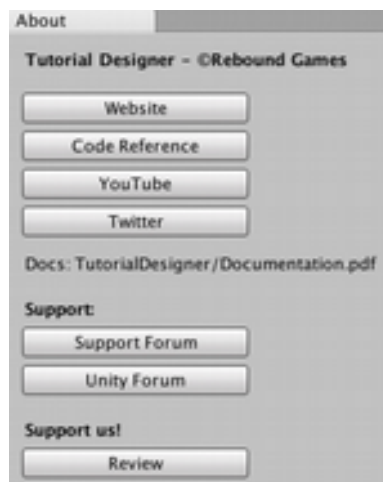 About
Tutorial Designer - ©Rebound Games
Website
Code Reference
YouTube
Twitter
Docs: TutorialDesigner/Documentation.pdf
Support:
Support Forum
Unity Forum
Support us!
Review